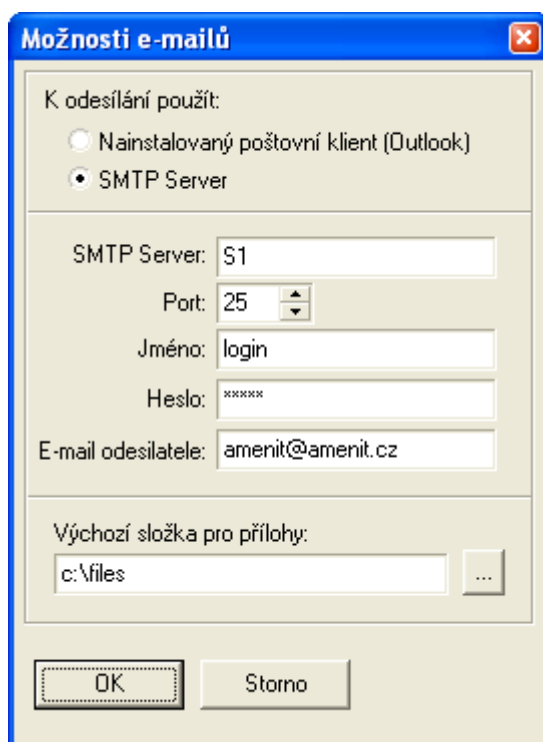 Možnosti e-mailů
K odesílání použít:
Nainstalovaný poštovní klient (Outlook)
SMTP Server
SMTP Server: S1
Port: 25
Jméno: login
Heslo: *****
E-mail odesilatele: amenit@amenit.cz
Výchozí složka pro přílohy:
c:\files ...
OK Storno